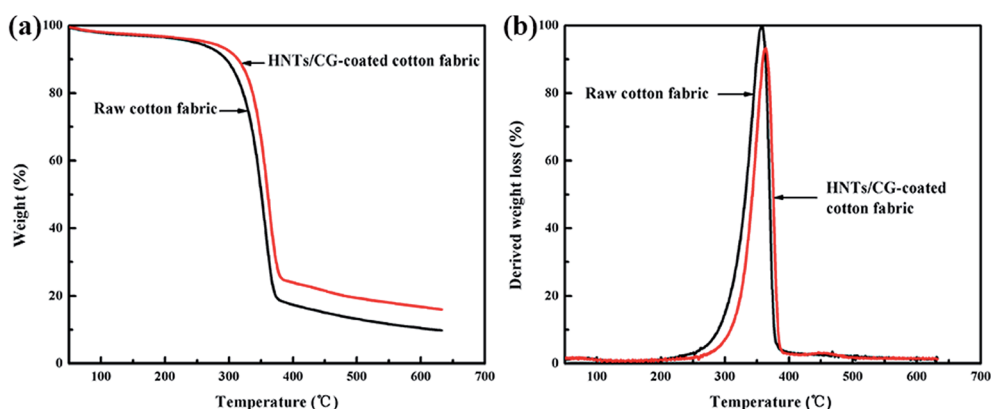 (a)
100
80
60
40
20
0
Weight (%)
HNTs/CG-coated cotton fabric
Raw cotton fabric
100 200 300 400 500 600 700
Temperature (℃)
(b)
100
80
60
40
20
0
Derived weight loss (%)
Raw cotton fabric
HNTs/CG-coated
cotton fabric
100 200 300 400 500 600 700
Temperature (℃)